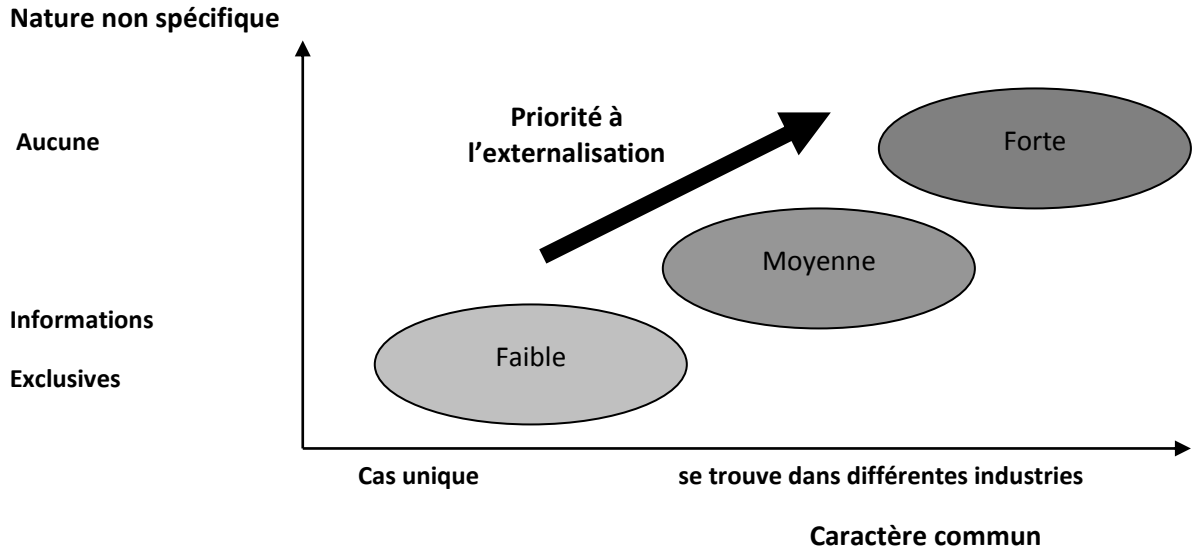 Nature non spécifique
Priorité à
l'externalisation
Aucune
Forte
Moyenne
Informations
Exclusives
Faible
Cas unique
se trouve dans différentes industries
Caractère commun